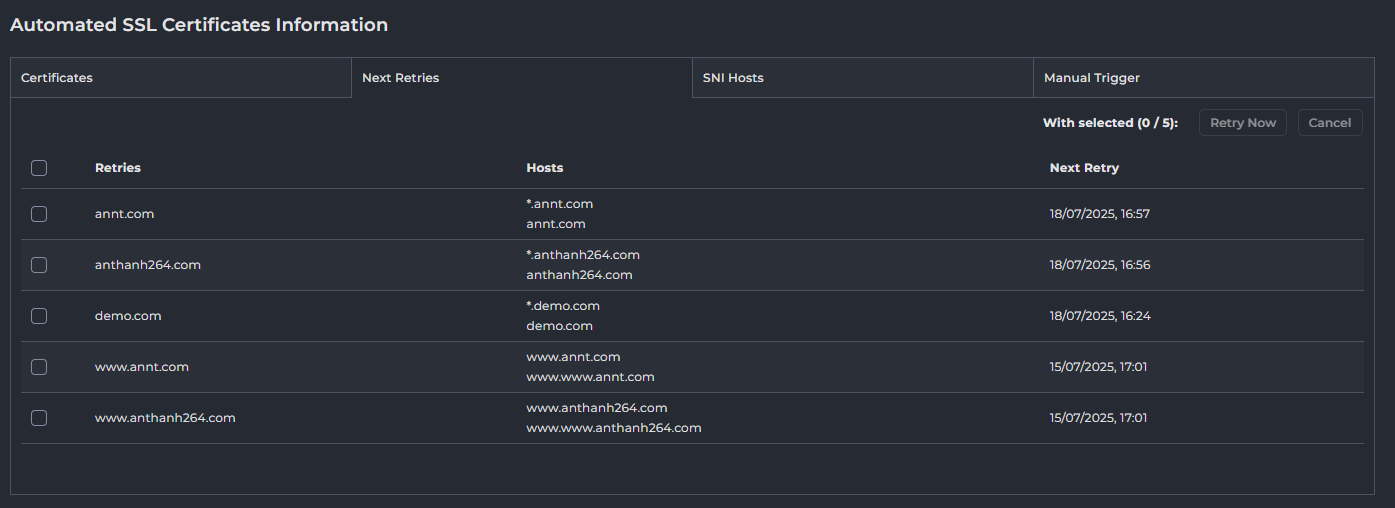 Automated SSL Certificates Information
Certificates Next Retries SNI Hosts Manual Trigger
With selected (0 / 5): Retry Now Cancel
Retries Hosts Next Retry
annt.com *.annt.com 18/07/2025, 16:57
annt.com
anthanh264.com *.anthanh264.com 18/07/2025, 16:56
anthanh264.com
demo.com *.demo.com 18/07/2025, 16:24
demo.com
www.annt.com www.annt.com 15/07/2025, 17:01
www.www.annt.com
www.anthanh264.com www.anthanh264.com 15/07/2025, 17:01
www.www.anthanh264.com